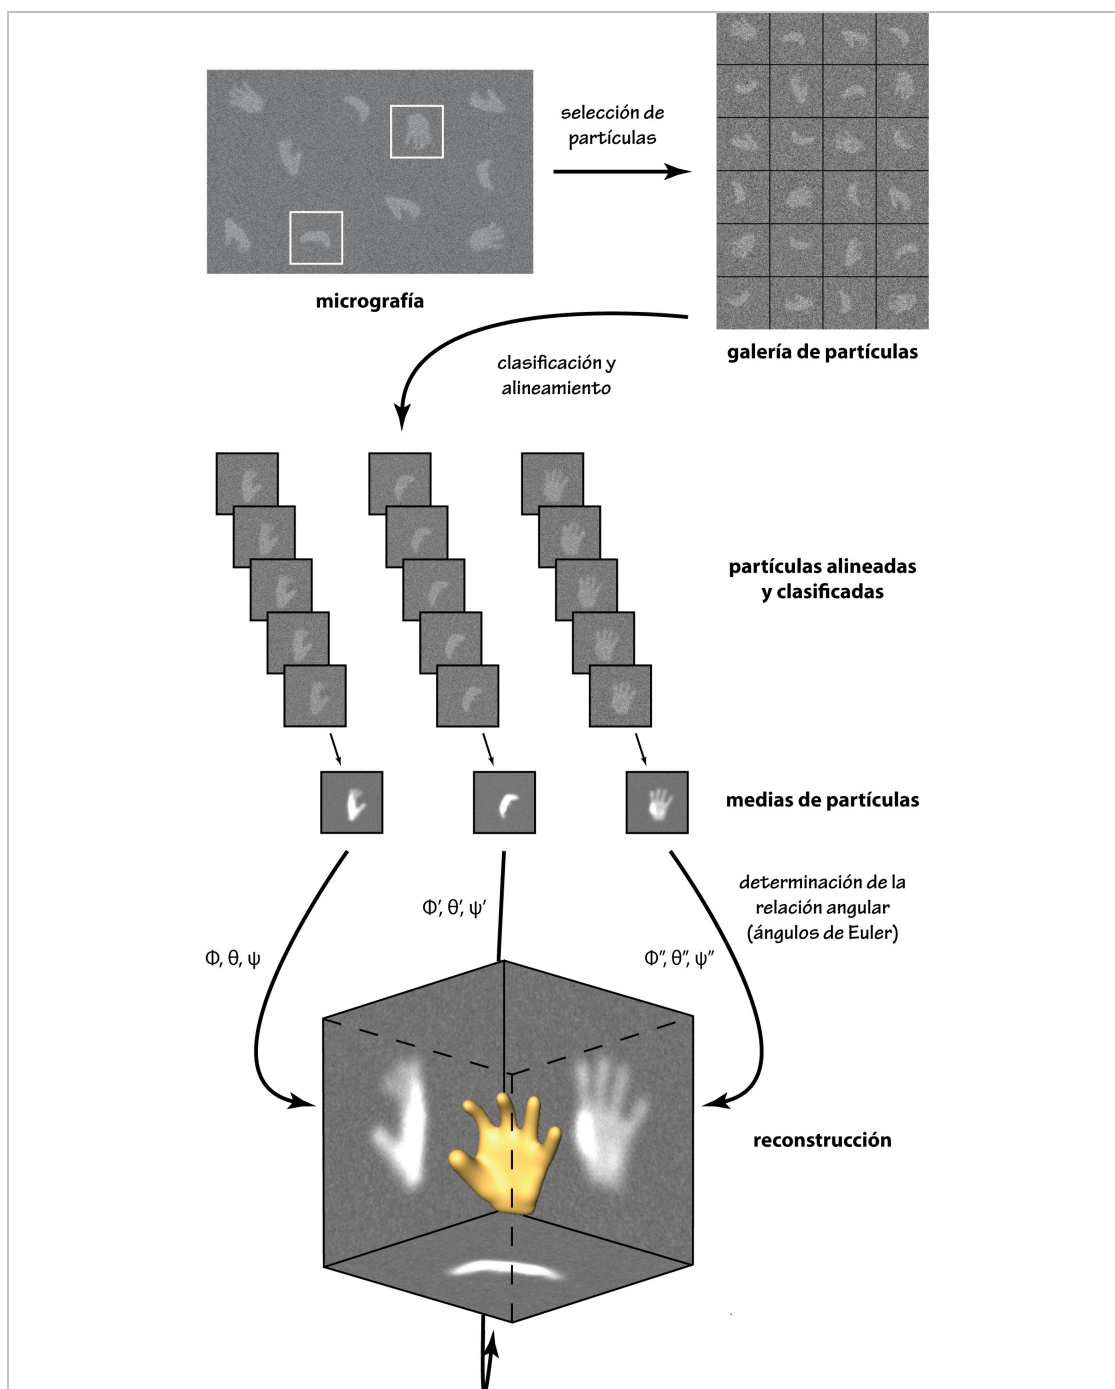 selección de
partículas
micrografía
galería de partículas
clasificación y
alineamiento
partículas alineadas
y clasificadas
medias de partículas
determinación de la
relación angular
(ángulos de Euler)
Φ, θ, ψ
Φ′, θ′, ψ′
Φ″, θ″, ψ″
reconstrucción